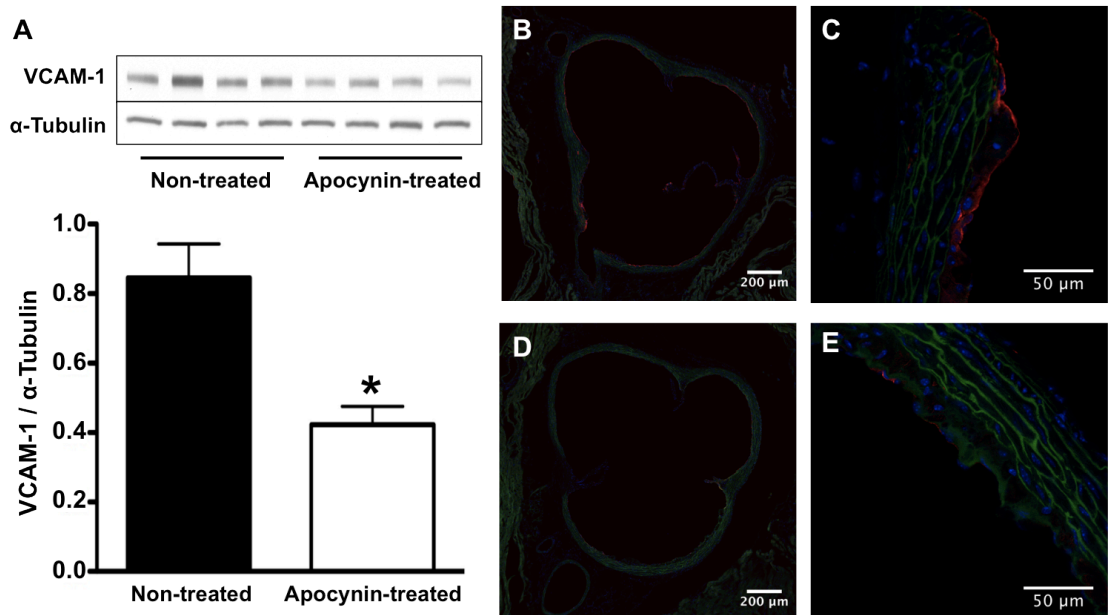 A
VCAM-1
α-Tubulin
Non-treated
Apocynin-treated
VCAM-1 / α-Tubulin
1.0
0.8
0.6
0.4
0.2
0.0
*
Non-treated
Apocynin-treated
B
200 µm
C
50 µm
D
200 µm
E
50 µm